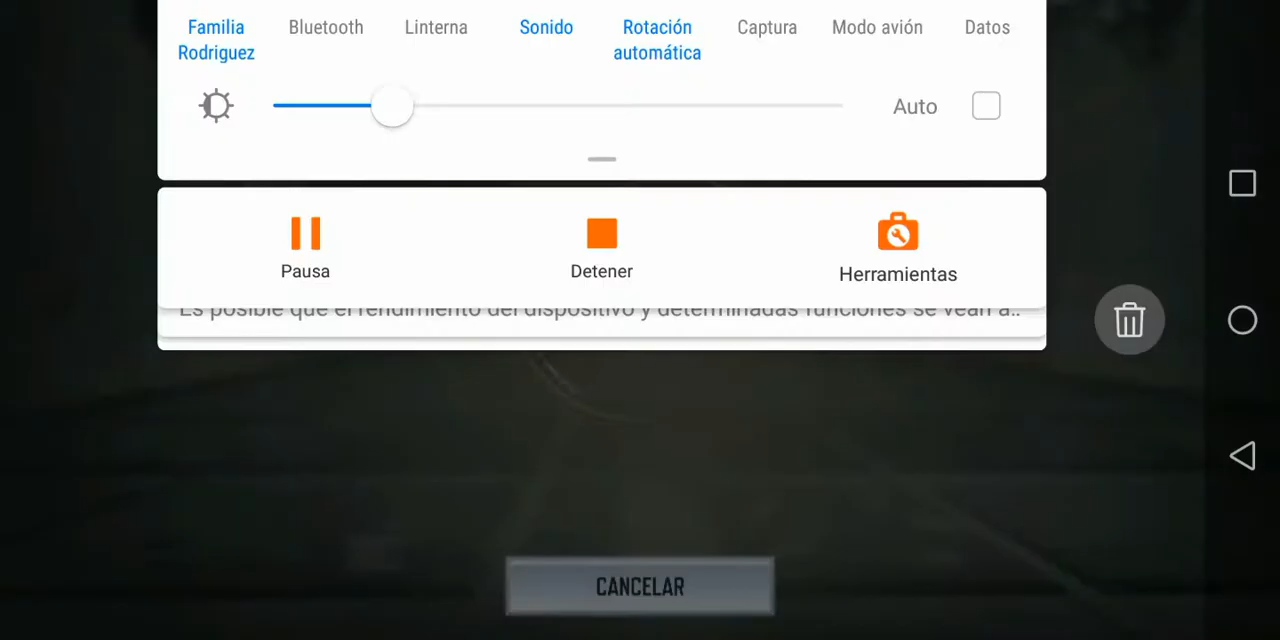 Familia Rodriguez
Bluetooth
Linterna
Sonido
Rotación automática
Captura
Modo avión
Datos
Auto
Pausa
Detener
Herramientas
Es posible que el rendimiento del dispositivo y determinadas funciones se vean a..
CANCELAR